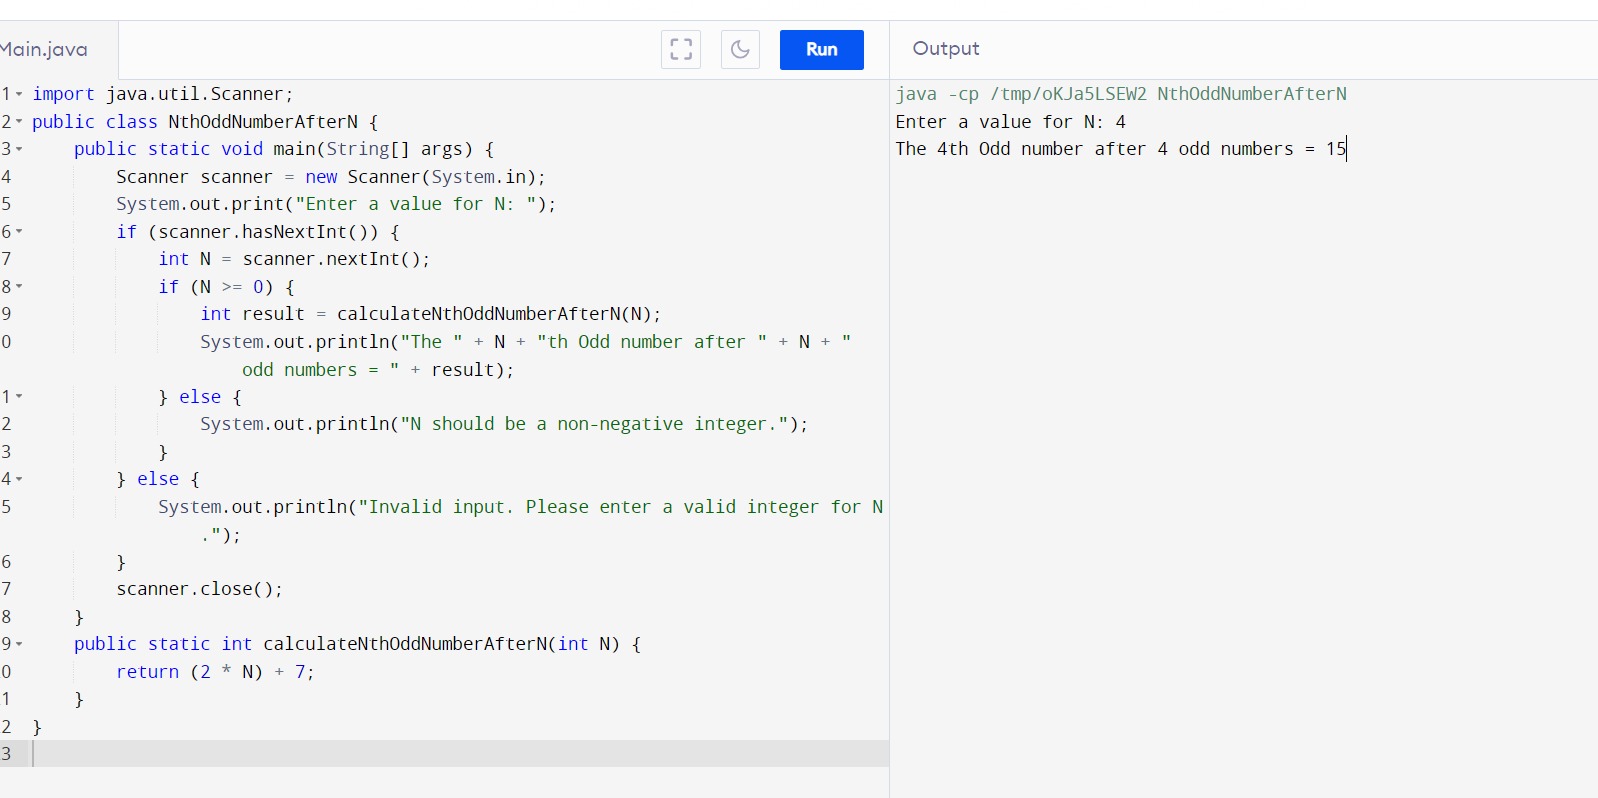 Main.java
Run
Output
1 import java.util.Scanner;
2 public class NthOddNumberAfterN {
3 public static void main(String[] args) {
4 Scanner scanner = new Scanner(System.in);
5 System.out.print("Enter a value for N: ");
6 if (scanner.hasNextInt()) {
7 int N = scanner.nextInt();
8 if (N >= 0) {
9 int result = calculateNthOddNumberAfterN(N);
0 System.out.println("The " + N + "th Odd number after " + N + "
odd numbers = " + result);
1 } else {
2 System.out.println("N should be a non-negative integer.");
3 }
4 } else {
5 System.out.println("Invalid input. Please enter a valid integer for N
.");
6 }
7 scanner.close();
8 }
9 public static int calculateNthOddNumberAfterN(int N) {
0 return (2 * N) + 7;
1 }
2 }
3
java -cp /tmp/oKJa5LSEW2 NthOddNumberAfterN
Enter a value for N: 4
The 4th Odd number after 4 odd numbers = 15